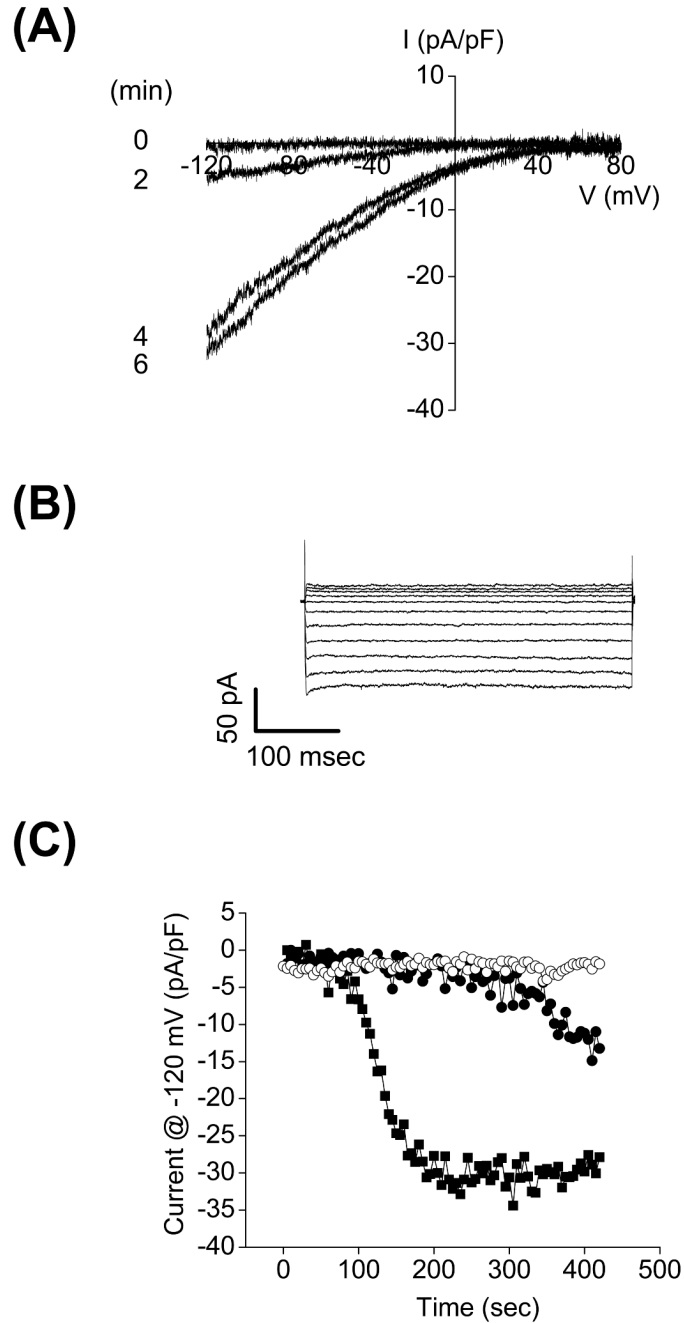 (A)
I (pA/pF)
10
(min)
0
-120 -80 -40 40 80
2
V (mV)
-10
-20
-30
4
6
-40
(B)
50 pA
100 msec
(C)
Current @ -120 mV (pA/pF)
5
0
-5
-10
-15
-20
-25
-30
-35
-40
0 100 200 300 400 500
Time (sec)